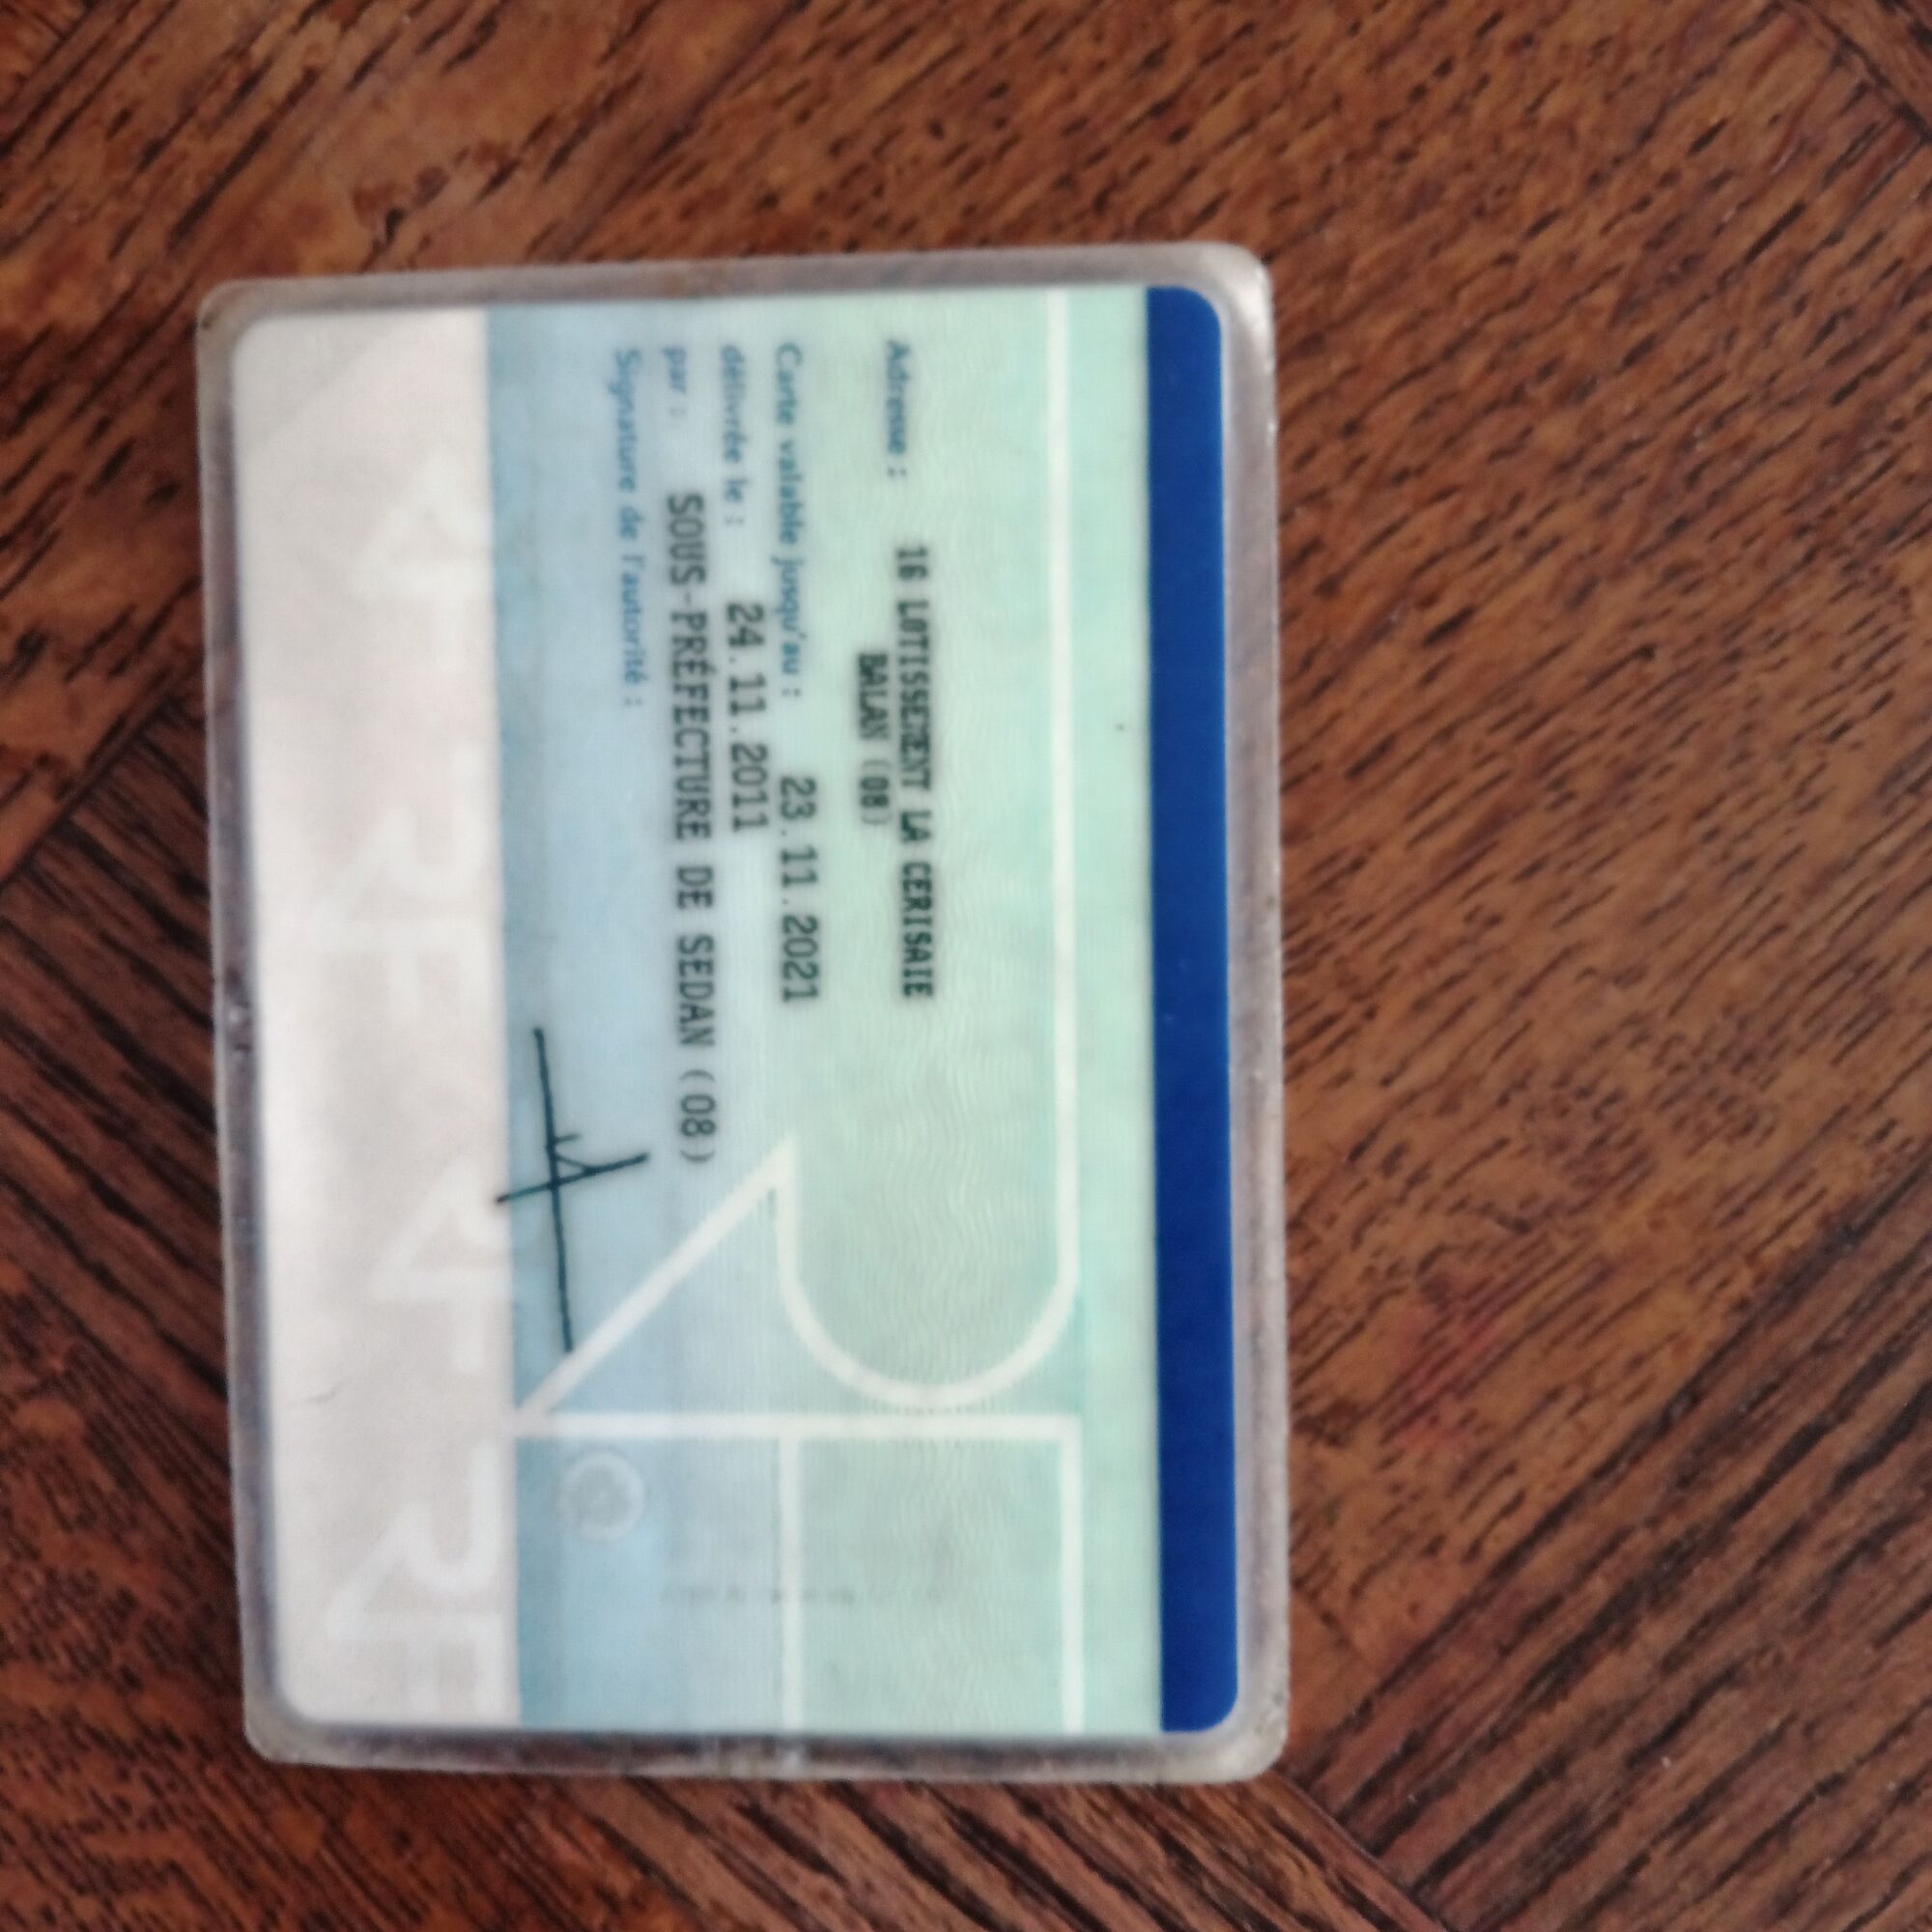 Adresse : 16 LOTISSEMENT LA CERISAIE
BALAN (08)
Carte valable jusqu'au : 23.11.2021
délivrée le : 24.11.2011
par : SOUS-PRÉFECTURE DE SEDAN (08)
Signature de l'autorité :